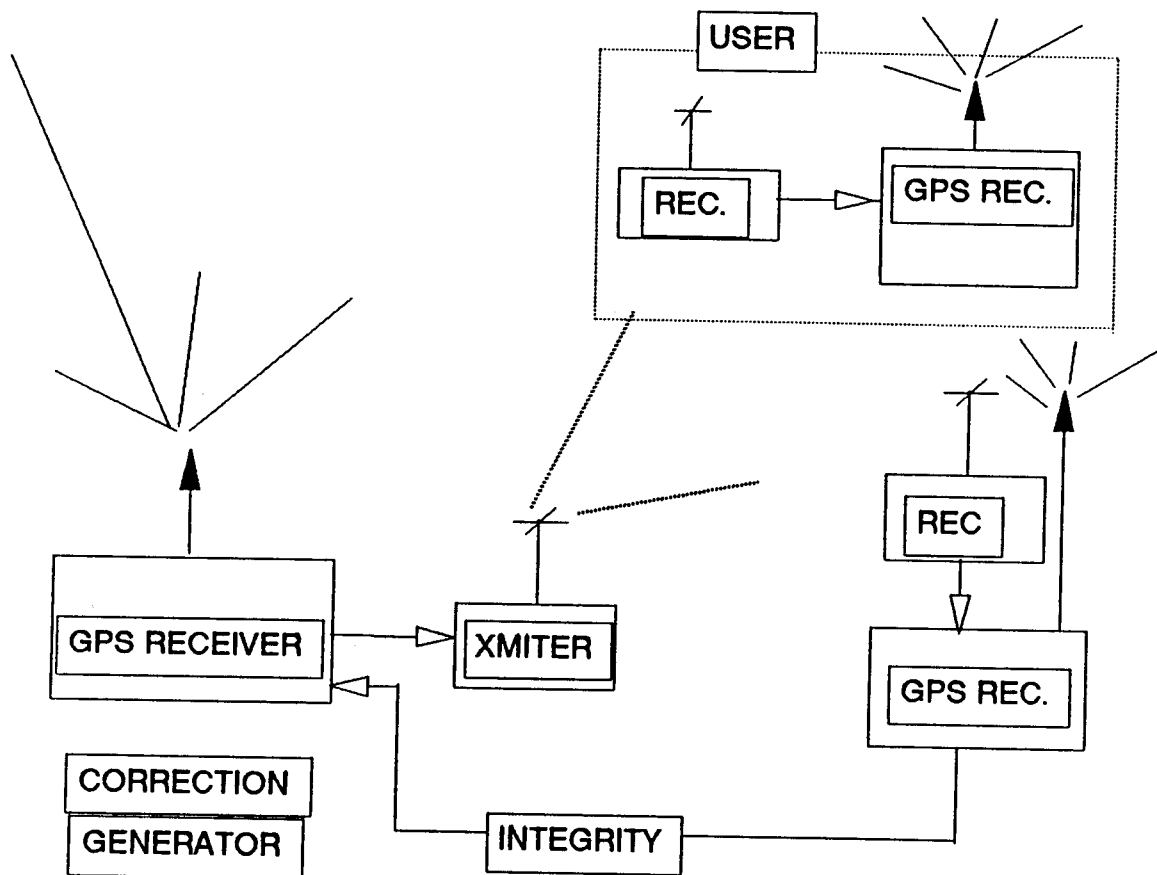 USER
REC.
GPS REC.
REC
GPS RECEIVER
XMITER
GPS REC.
CORRECTION
GENERATOR
INTEGRITY